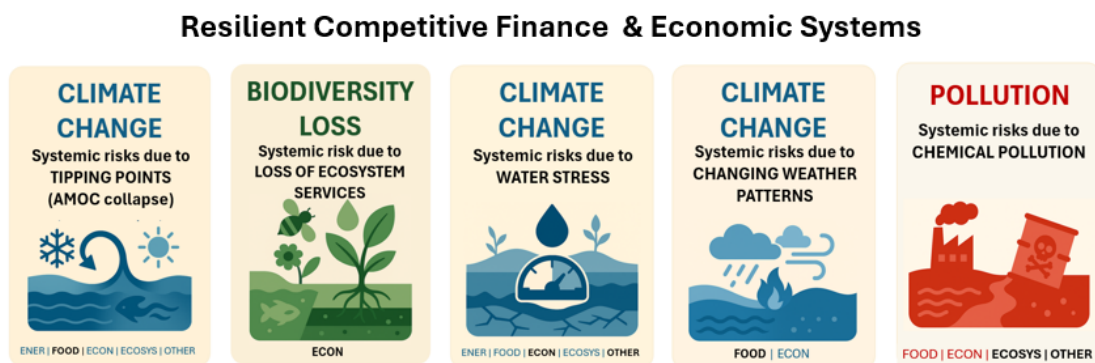 Resilient Competitive Finance & Economic Systems
CLIMATE
CHANGE
Systemic risks due to
TIPPING POINTS
(AMOC collapse)
ENER | FOOD | ECON | ECOSYS | OTHER
BIODIVERSITY
LOSS
Systemic risk due to
LOSS OF ECOSYSTEM
SERVICES
ECON
CLIMATE
CHANGE
Systemic risks due to
WATER STRESS
ENER | FOOD | ECON | ECOSYS | OTHER
CLIMATE
CHANGE
Systemic risks due to
CHANGING WEATHER
PATTERNS
FOOD | ECON
POLLUTION
Systemic risks due to
CHEMICAL POLLUTION
FOOD | ECON | ECOSYS | OTHER